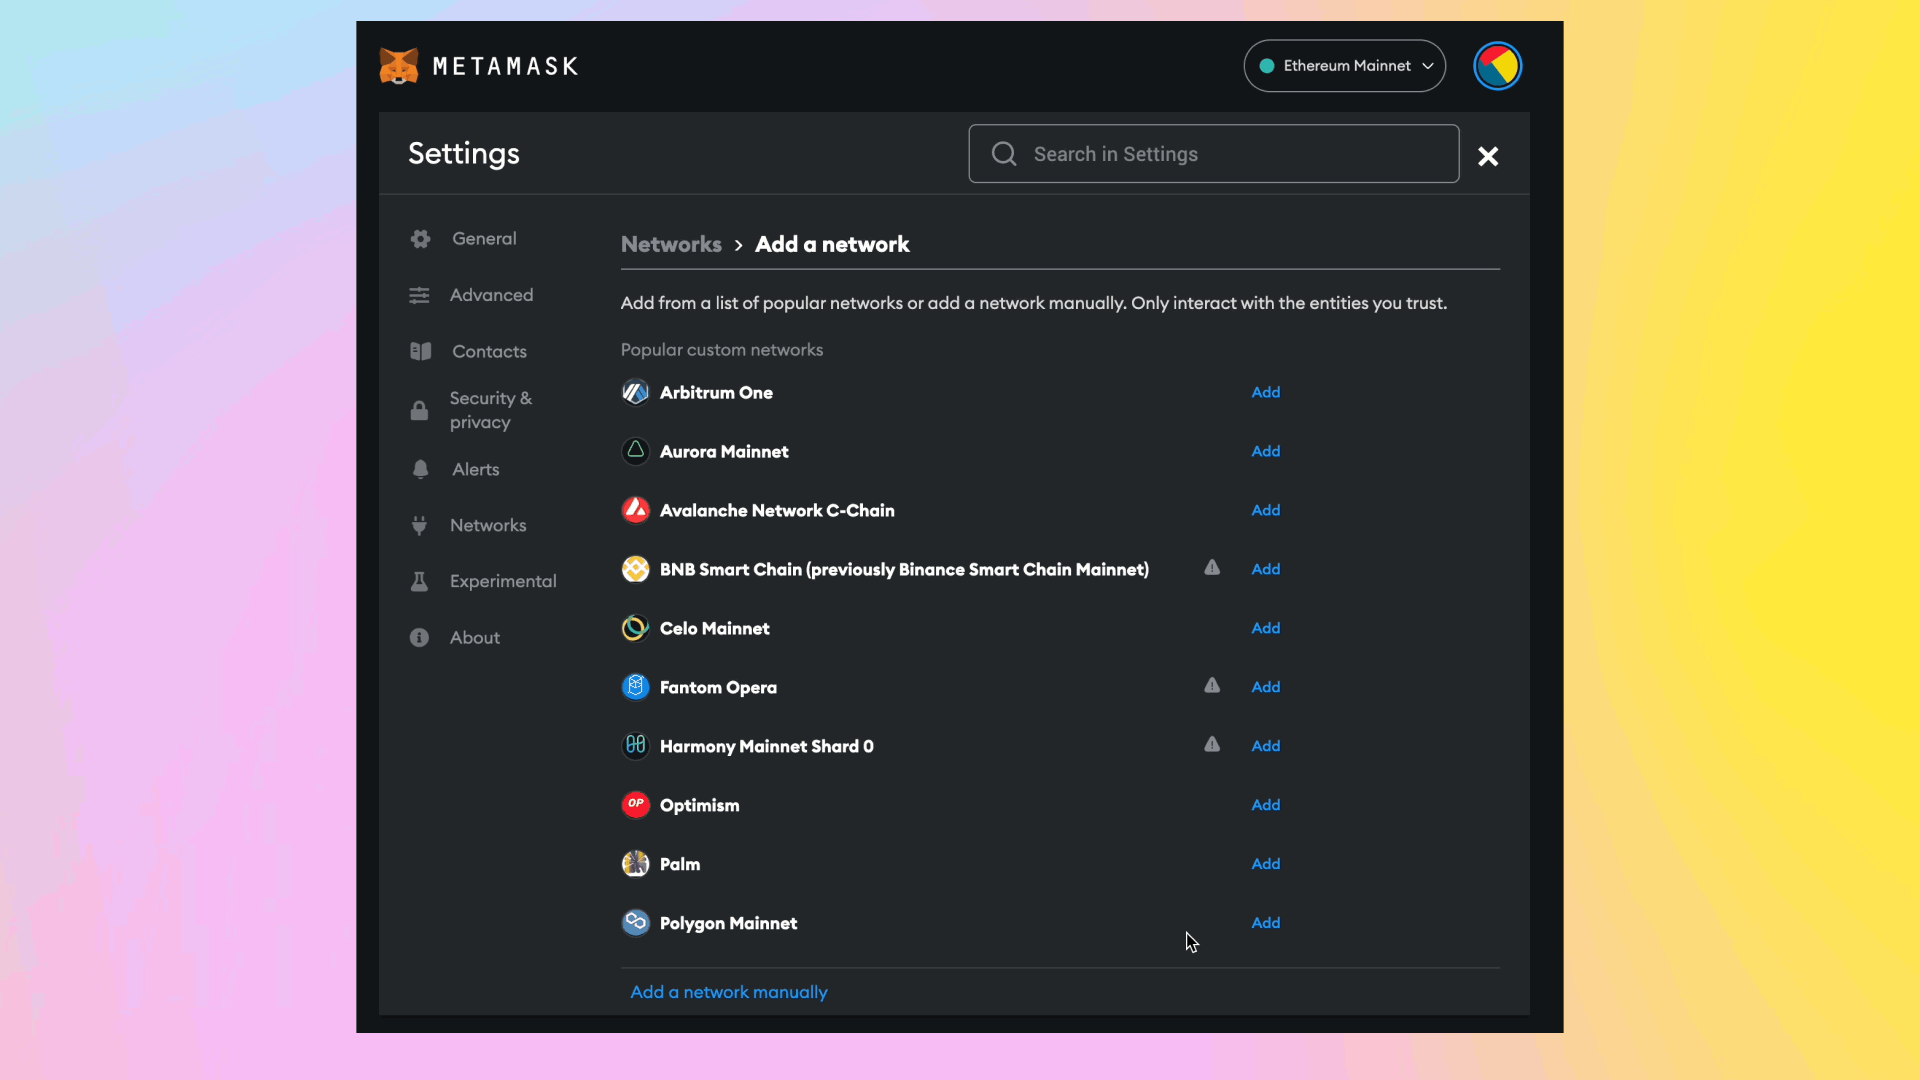 METAMASK
Ethereum Mainnet
Settings
Search in Settings
General
Advanced
Contacts
Security &
privacy
Alerts
Networks
Experimental
About
Networks > Add a network
Add from a list of popular networks or add a network manually. Only interact with the entities you trust.
Popular custom networks
Arbitrum One Add
Aurora Mainnet Add
Avalanche Network C-Chain Add
BNB Smart Chain (previously Binance Smart Chain Mainnet) Add
Celo Mainnet Add
Fantom Opera Add
Harmony Mainnet Shard 0 Add
OP Optimism Add
Palm Add
Polygon Mainnet Add
Add a network manually